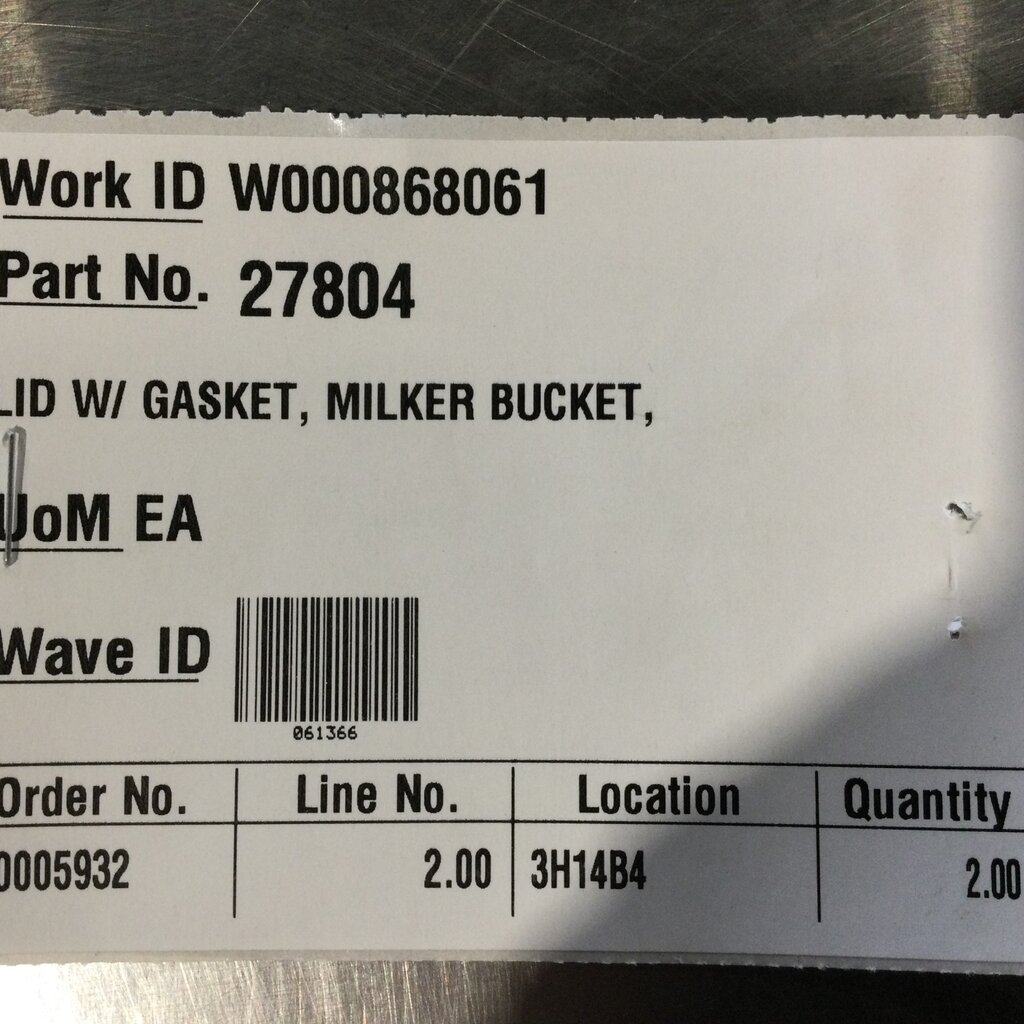 Work ID W000868061
Part No. 27804
LID W/ GASKET, MILKER BUCKET,
UoM EA
Wave ID
061366
Order No. Line No. Location Quantity
0005932 2.00 3H14B4 2.00